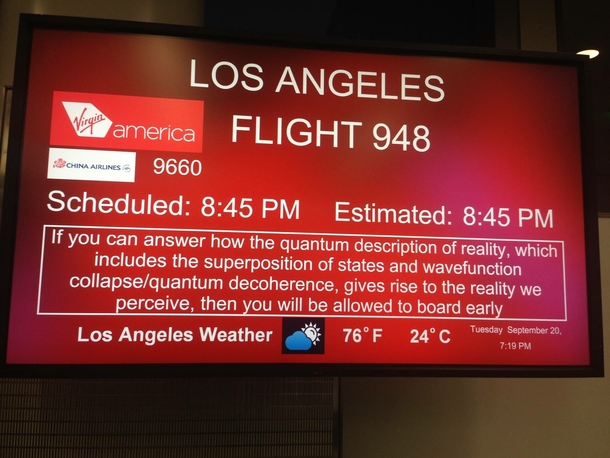 LOS ANGELES
Virgin america
FLIGHT 948
CHINA AIRLINES 9660
Scheduled: 8:45 PM Estimated: 8:45 PM
If you can answer how the quantum description of reality, which
includes the superposition of states and wavefunction
collapse/quantum decoherence, gives rise to the reality we
perceive, then you will be allowed to board early
Los Angeles Weather 76°F 24°C
Tuesday September 20,
7:19 PM